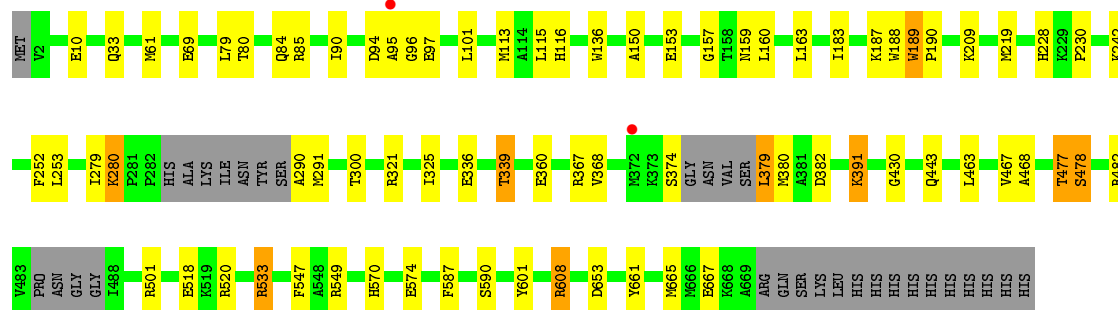 MET V2 E10 Q33 M61 E69 L79 T80 Q84 R85 I90 D94 A95 G96 E97 L101 M113 A114 L115 H116 W136 A150 E153 G157 T158 N159 L160 L163 I183 K187 W188 W189 P190 K209 M219 H228 K229 P230 K242
F252 L253 I279 K280 P281 P282 HIS ALA LYS ILE ASN TYR SER A290 M291 T300 R321 I325 E336 T339 E360 R367 V368 M372 K373 S374 GLY ASN VAL SER L379 M380 A381 D382 K391 G430 Q443 L463 V467 A468 T477 S478
V483 PRO ASN GLY GLY I488 R501 E518 K519 R520 R533 F547 A548 R549 H570 E574 F587 S590 Y601 R608 D653 Y661 M665 M666 E667 K668 A669 ARG GLN SER LYS LEU HIS HIS HIS HIS HIS HIS HIS HIS HIS HIS